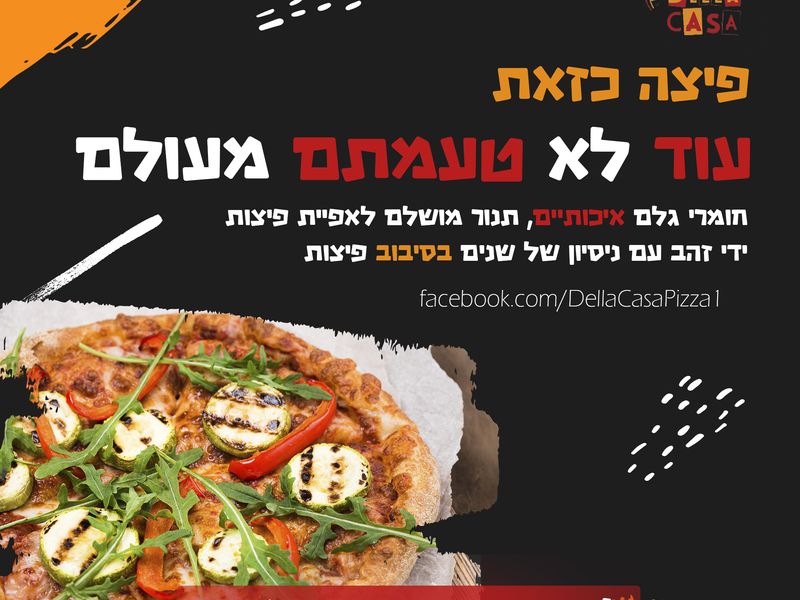 DELLA
CASA
פיצה כזאת
עוד לא טעמתם מעולם
חומרי גלם איכותיים, תנור מושלם לאפיית פיצות
ידי זהב עם ניסיון של שנים בסיבוב פיצות
facebook.com/DellaCasaPizza1